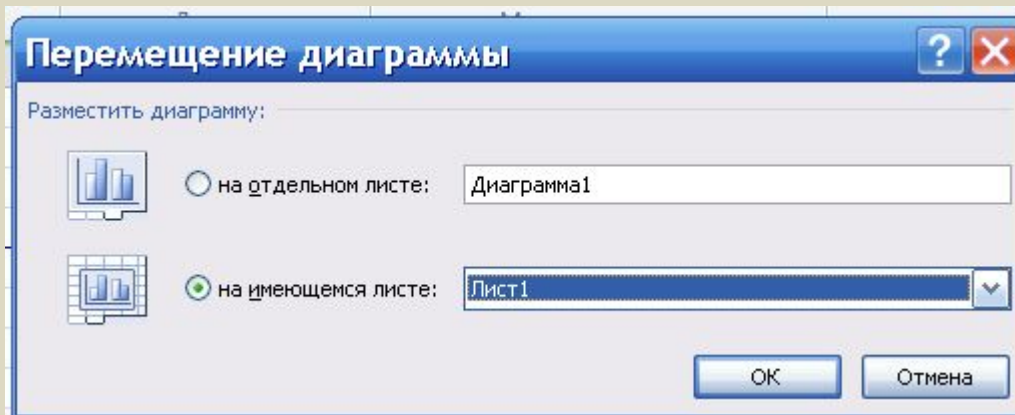 Перемещение диаграммы
Разместить диаграмму:
на отдельном листе: Диаграмма1
на имеющемся листе: Лист1
ОК Отмена